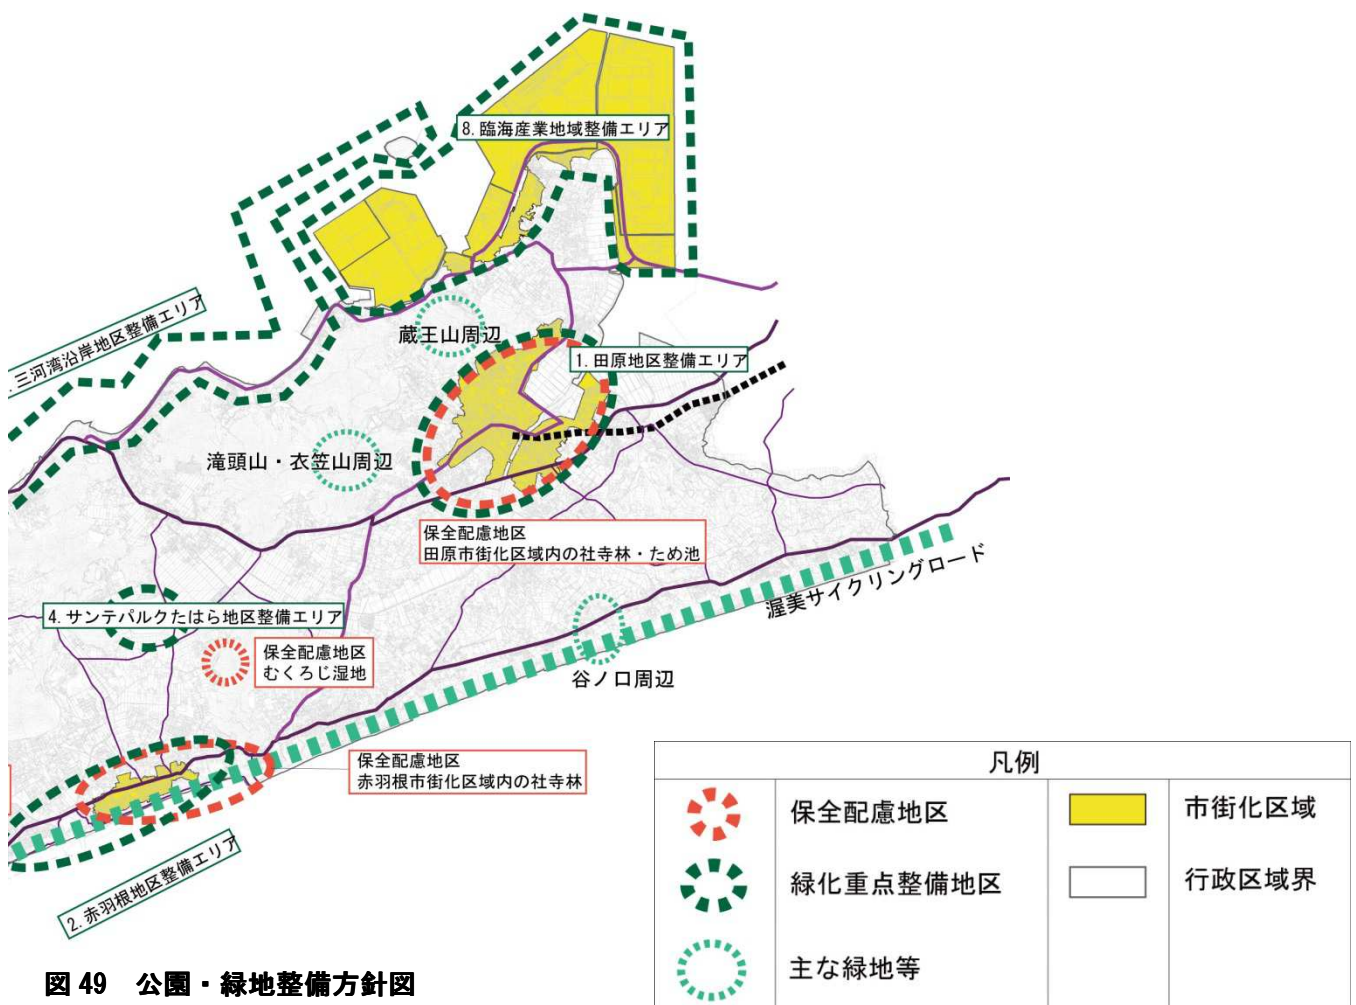 8.臨海産業地域整備エリア
三河湾沿岸地区整備エリア
蔵王山周辺
1.田原地区整備エリア
滝頭山・衣笠山周辺
保全配慮地区
田原市街化区域内の社寺林・ため池
渥美サイクリングロード
4.サンテパルクたはら地区整備エリア
保全配慮地区
むくろじ湿地
谷ノ口周辺
保全配慮地区
赤羽根市街化区域内の社寺林
2.赤羽根地区整備エリア
凡例
保全配慮地区
市街化区域
緑化重点整備地区
行政区域界
主な緑地等
図49 公園・緑地整備方針図